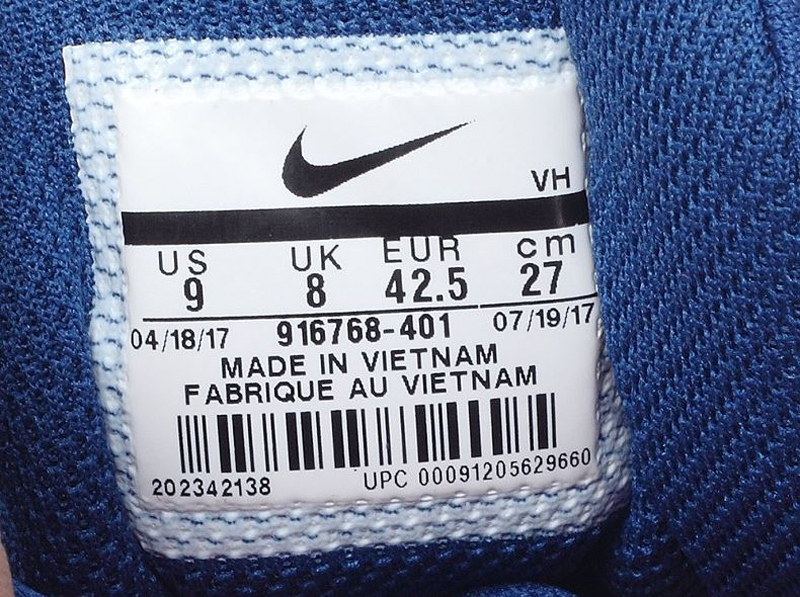 VH
US UK EUR cm
9 8 42.5 27
04/18/17 916768-401 07/19/17
MADE IN VIETNAM
FABRIQUE AU VIETNAM
202342138 UPC 00091205629660